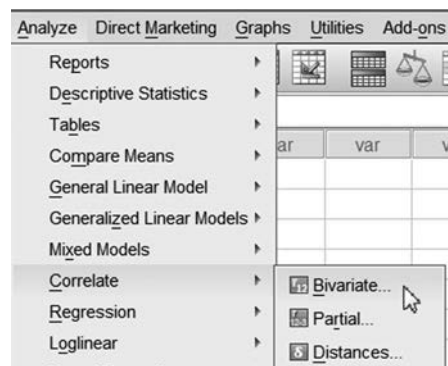 Analyze Direct Marketing Graphs Utilities Add-ons
Reports
Descriptive Statistics
Tables
Compare Means
ar var
General Linear Model
Generalized Linear Models
Mixed Models
Correlate
Bivariate...
Regression
Partial...
Loglinear
Distances...